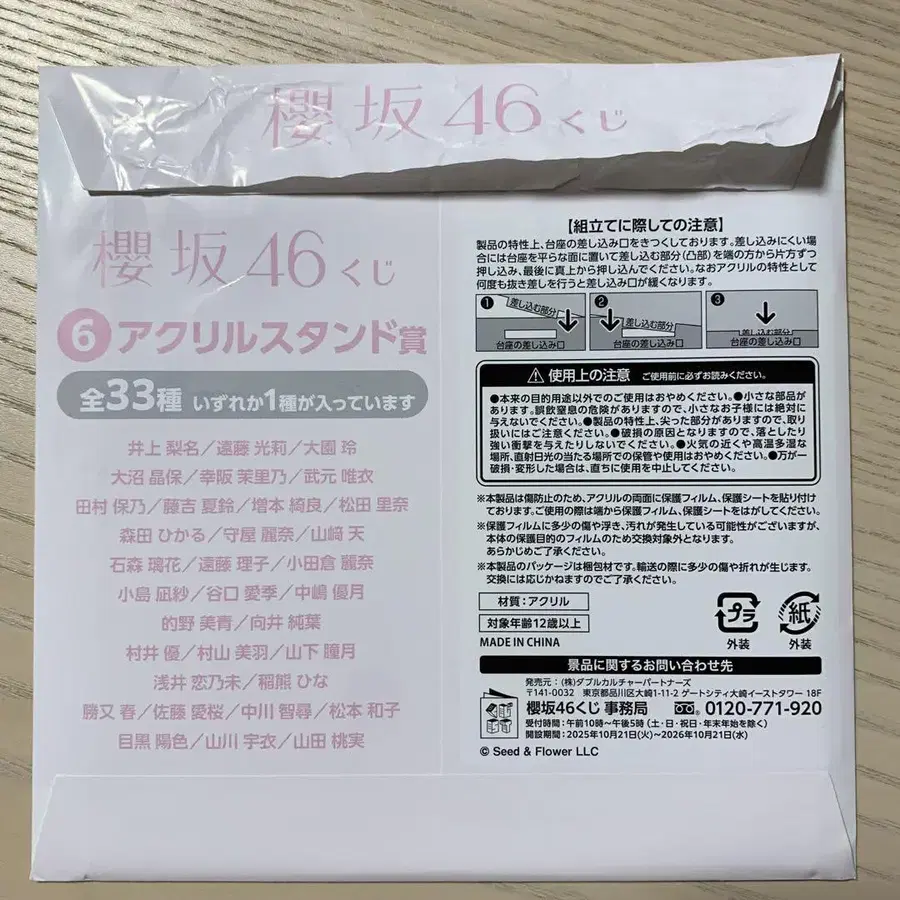 櫻坂46くじ
櫻坂46くじ
6 アクリルスタンド賞
全33種 いずれか1種が入っています
井上 梨名/遠藤 光莉/大園 玲
大沼 晶保/幸阪 茉里乃/武元 唯衣
田村 保乃/藤吉 夏鈴/増本 綺良/松田 里奈
森田 ひかる/守屋 麗奈/山﨑 天
石森 璃花/遠藤 理子/小田倉 麗奈
小島 凪紗/谷口 愛季/中嶋 優月
的野 美青/向井 純葉
村井 優/村山 美羽/山下 瞳月
浅井 恋乃未/稲熊 ひな
勝又 春/佐藤 愛桜/中川 智尋/松本 和子
目黒 陽色/山川 宇衣/山田 桃実
【組立てに際しての注意】
製品の特性上、台座の差し込み口をきつくしております。差し込みにくい場
合には台座を平らな面に置いて差し込む部分(凸部)を端の方から片方ずつ
押し込み、最後に真上から押し込んでください。なおアクリルの特性として
何度も抜き差しを行うと差し込み口が緩くなります。
1 差し込む部分 台座の差し込み口
2 差し込む部分 台座の差し込み口
3 差し込む部分 台座の差し込み口
⚠ 使用上の注意 ご使用前に必ずお読みください。
●本来の目的用途以外でのご使用はおやめください。●小さな部品が
あります。誤飲窒息の危険がありますので、小さなお子様には絶対に
与えないでください。●製品の特性上、尖った部分がありますので、取り
扱いにはご注意ください。●破損の原因となりますので、落としたり
強い衝撃を与えたりしないでください。●火気の近くや高温多湿な
場所、直射日光の当たる場所での保管や使用はおやめください。●万が一
破損・変形した場合は、直ちに使用を中止してください。
※本製品は傷防止のため、アクリルの両面に保護フィルム、保護シートを貼り付け
ております。ご使用の際は端から保護フィルム、保護シートをはがしてください。
※保護フィルムに多少の傷や浮き、汚れが発生している可能性がございますが、
本体の保護目的のフィルムのため交換対象外となります。
あらかじめご了承ください。
※本製品のパッケージは梱包材です。輸送の際に多少の傷や折れが生じます。
交換には応じかねますのでご了承ください。
材質:アクリル
対象年齢12歳以上
MADE IN CHINA
プラ 外装
紙 外装
景品に関するお問い合わせ先
発売元:(株)ダブルカルチャーパートナーズ
〒141-0032 東京都品川区大崎1-11-2 ゲートシティ大崎イーストタワー 18F
櫻坂46くじ 事務局 0120-771-920
受付時間:午前10時~午後5時(土・日・祝日・年末年始を除く)
開設期間:2025年10月21日(火)~2026年10月21日(水)
© Seed & Flower LLC